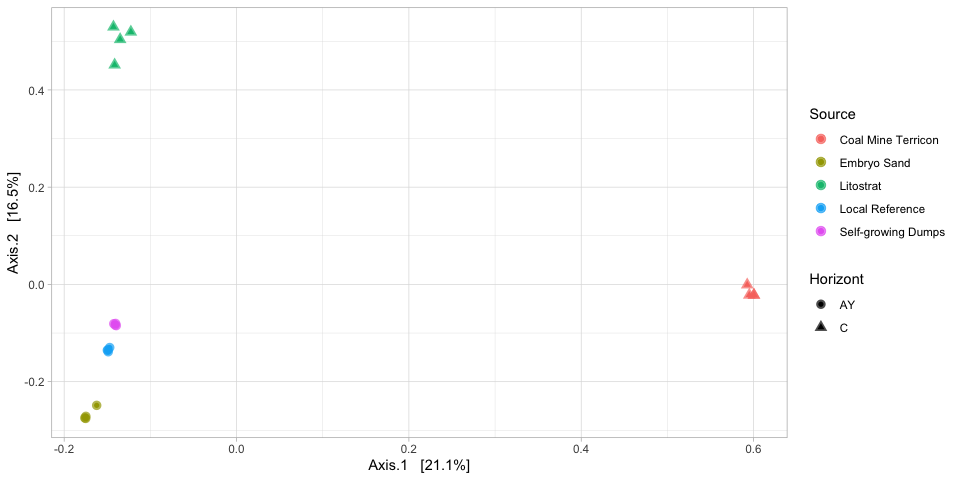 0.4
0.2
0.0
-0.2
Axis.2 [16.5%]
-0.2
0.0
0.2
0.4
0.6
Axis.1 [21.1%]
Source
Coal Mine Terricon
Embryo Sand
Litostrat
Local Reference
Self-growing Dumps
Horizont
AY
C